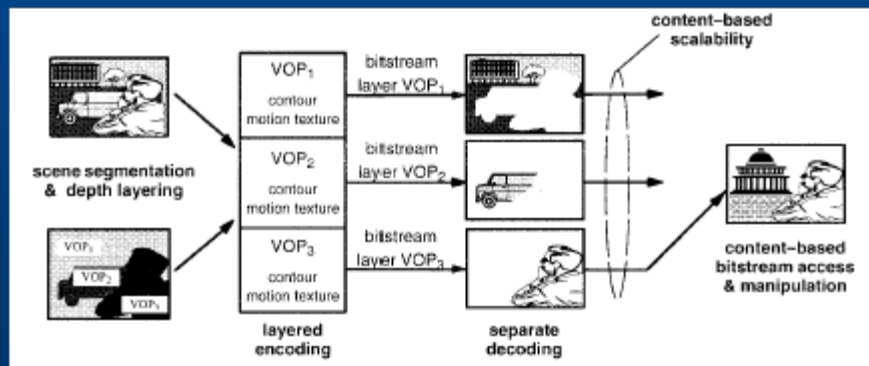 content–based
scalability
VOP₁
contour
motion texture
bitstream
layer VOP₁
VOP₂
contour
motion texture
bitstream
layer VOP₂
VOP₃
contour
motion texture
bitstream
layer VOP₃
scene segmentation
& depth layering
VOP₁
VOP₂
VOP₃
layered
encoding
separate
decoding
content–based
bitstream access
& manipulation